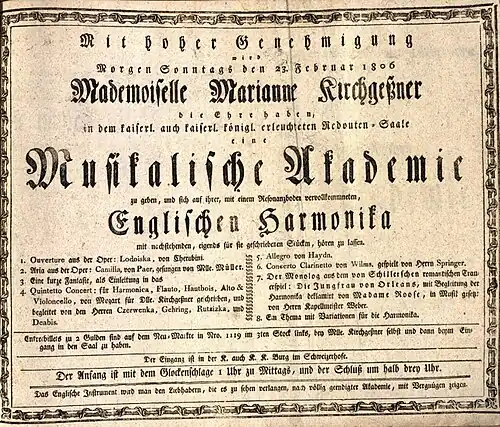 Mit hoher Genehmigung
wird
Morgen Sonntags den 23. Februar 1806
Mademoiselle Marianne Kirchgeßner
die Ehre haben,
in dem kaiserl. auch kaiserl. königl. erleuchteten Redouten-Saale
eine
Musikalische Akademie
zu geben, und sich auf ihrer, mit einem Resonanzboden vervollkommneten,
Englischen Harmonika
mit nachstehenden, eigends für sie geschriebenen Stücken, hören zu lassen.
1. Ouverture aus der Oper: Lodoiska, von Cherubini.
2. Aria aus der Oper: Camilla, von Paer, gesungen von Mlle. Müller.
3. Eine kurze Fantasie, als Einleitung in das
4. Quintetto Concert: für Harmonica, Flauto, Hautbois, Alto &
Violoncello, von Mozart für Dlle. Kirchgeßner geschrieben, und
begleitet von den Herren Czerwenka, Gehring, Rutaizka, und
Deabis.
5. Allegro von Haydn.
6. Concerto Clarinetto von Wilms. gespielt von Herrn Springer.
7. Der Monolog aus dem von Schillerschen romantischen Trauerspiel:
Die Jungfrau von Orleans, mit Begleitung der
Harmonika deklamirt von Madame Roose, in Musik gesetzt
von Herrn Kapellmeister Weber.
8. En Thema mit Variationen für die Harmonika.
Entreebillets zu 2 Gulden sind auf dem Neu-Markte in Nro. 1119 im 3ten Stock links, bey Mlle. Kirchgeßner selbst und dann beym Eingang
in den Saal zu haben.
Der Eingang ist in der K. auch K. K. Burg im Schweizerhofe.
Der Anfang ist mit dem Glockenschlage 1 Uhr zu Mittags, und der Schluß um halb drey Uhr.
Das Englische Instrument wird man den Liebhabern, die es zu sehen verlangen, nach völlig geendigter Akademie, mit Vergnügen zeigen.